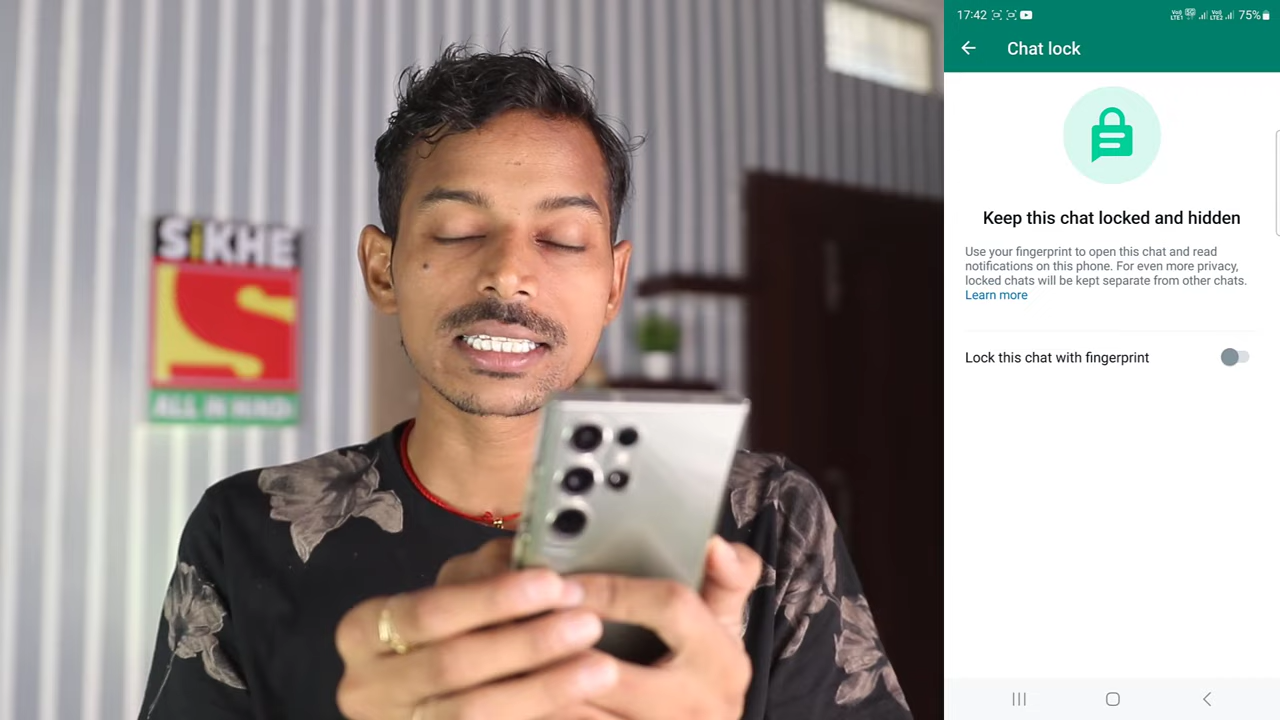 SiKHE
ALL IN HINDI
17:42
75%
Chat lock
Keep this chat locked and hidden
Use your fingerprint to open this chat and read
notifications on this phone. For even more privacy,
locked chats will be kept separate from other chats.
Learn more
Lock this chat with fingerprint